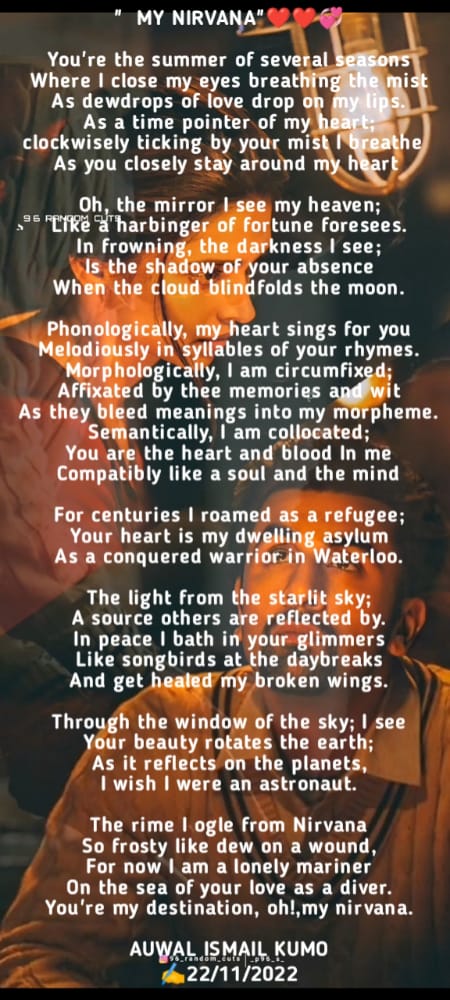 " MY NIRVANA"❤️❤️💞
You're the summer of several seasons
Where I close my eyes breathing the mist
As dewdrops of love drop on my lips.
As a time pointer of my heart;
clockwisely ticking by your mist I breathe
As you closely stay around my heart
Oh, the mirror I see my heaven;
96 RANDOM CUTS
Like a harbinger of fortune foresees.
In frowning, the darkness I see;
Is the shadow of your absence
When the cloud blindfolds the moon.
Phonologically, my heart sings for you
Melodiously in syllables of your rhymes.
Morphologically, I am circumfixed;
Affixated by thee memories and wit
As they bleed meanings into my morpheme.
Semantically, I am collocated;
You are the heart and blood In me
Compatibly like a soul and the mind
For centuries I roamed as a refugee;
Your heart is my dwelling asylum
As a conquered warrior in Waterloo.
The light from the starlit sky;
A source others are reflected by.
In peace I bath in your glimmers
Like songbirds at the daybreaks
And get healed my broken wings.
Through the window of the sky; I see
Your beauty rotates the earth;
As it reflects on the planets,
I wish I were an astronaut.
The rime I ogle from Nirvana
So frosty like dew on a wound,
For now I am a lonely mariner
On the sea of your love as a diver.
You're my destination, oh!,my nirvana.
AUWAL ISMAIL KUMO
96_random_cuts | _p96_s_
✍️22/11/2022